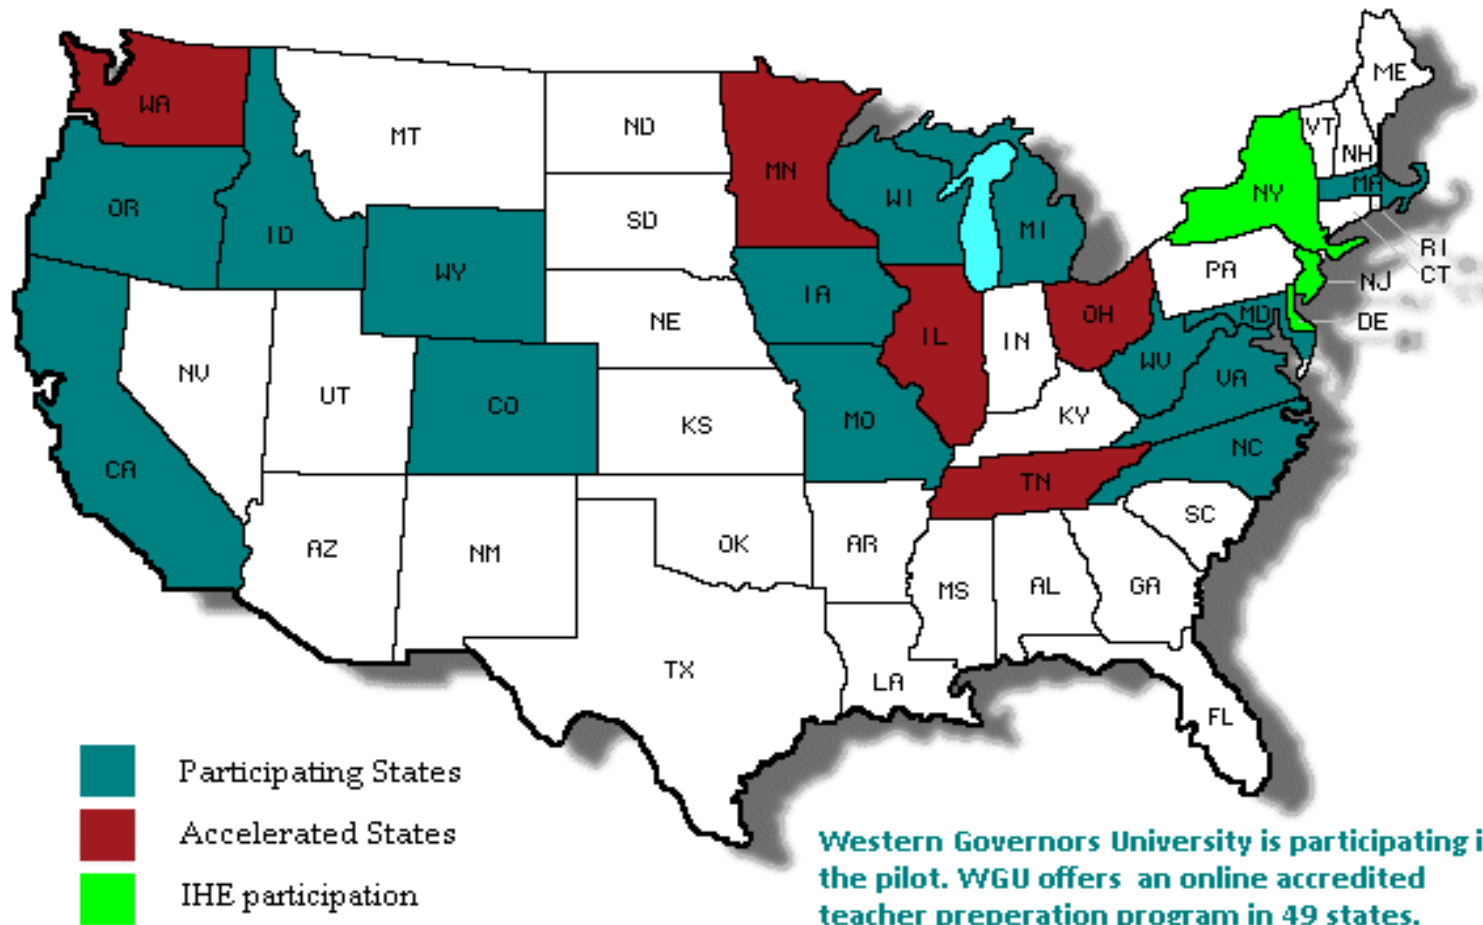 ME
WA
ND
MT
VT
NH
MN
MA
NY
WI
OR
SD
ID
MI
RI
WY
PA
CT
NJ
IA
OH
MD
DE
NE
IL
IN
WV
NV
VA
UT
CO
KY
MO
KS
NC
CA
TN
SC
AZ
NM
OK
AR
MS
AL
GA
TX
LA
FL
Participating States
Accelerated States
IHE participation
Western Governors University is participating i
the pilot. WGU offers an online accredited
teacher preperation program in 49 states.